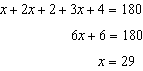 x + 2x + 2 + 3x + 4 = 180
6x + 6 = 180
x = 29